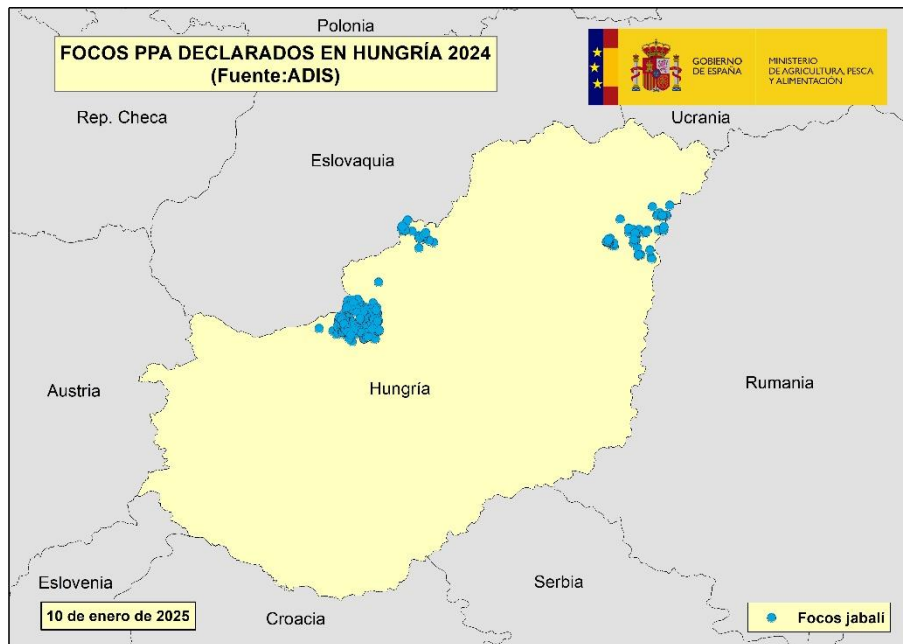 Polonia
FOCOS PPA DECLARADOS EN HUNGRÍA 2024
(Fuente:ADIS)
GOBIERNO
DE ESPAÑA
MINISTERIO
DE AGRICULTURA, PESCA
Y ALIMENTACIÓN
Rep. Checa
Ucrania
Eslovaquia
Austria
Hungría
Rumania
Eslovenia
Serbia
10 de enero de 2025
Croacia
Focos jabalí